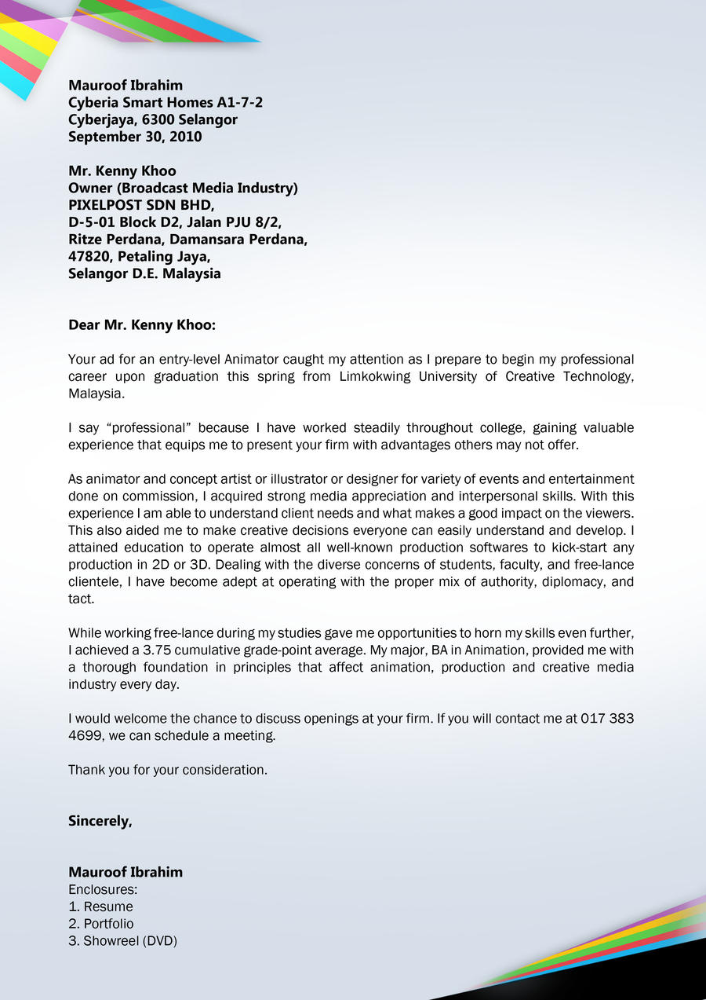 Mauroof Ibrahim
Cyberia Smart Homes A1-7-2
Cyberjaya, 6300 Selangor
September 30, 2010
Mr. Kenny Khoo
Owner (Broadcast Media Industry)
PIXELPOST SDN BHD,
D-5-01 Block D2, Jalan PJU 8/2,
Ritze Perdana, Damansara Perdana,
47820, Petaling Jaya,
Selangor D.E. Malaysia
Dear Mr. Kenny Khoo:
Your ad for an entry-level Animator caught my attention as I prepare to begin my professional
career upon graduation this spring from Limkokwing University of Creative Technology,
Malaysia.
I say “professional” because I have worked steadily throughout college, gaining valuable
experience that equips me to present your firm with advantages others may not offer.
As animator and concept artist or illustrator or designer for variety of events and entertainment
done on commission, I acquired strong media appreciation and interpersonal skills. With this
experience I am able to understand client needs and what makes a good impact on the viewers.
This also aided me to make creative decisions everyone can easily understand and develop. I
attained education to operate almost all well-known production softwares to kick-start any
production in 2D or 3D. Dealing with the diverse concerns of students, faculty, and free-lance
clientele, I have become adept at operating with the proper mix of authority, diplomacy, and
tact.
While working free-lance during my studies gave me opportunities to horn my skills even further,
I achieved a 3.75 cumulative grade-point average. My major, BA in Animation, provided me with
a thorough foundation in principles that affect animation, production and creative media
industry every day.
I would welcome the chance to discuss openings at your firm. If you will contact me at 017 383
4699, we can schedule a meeting.
Thank you for your consideration.
Sincerely,
Mauroof Ibrahim
Enclosures:
1. Resume
2. Portfolio
3. Showreel (DVD)